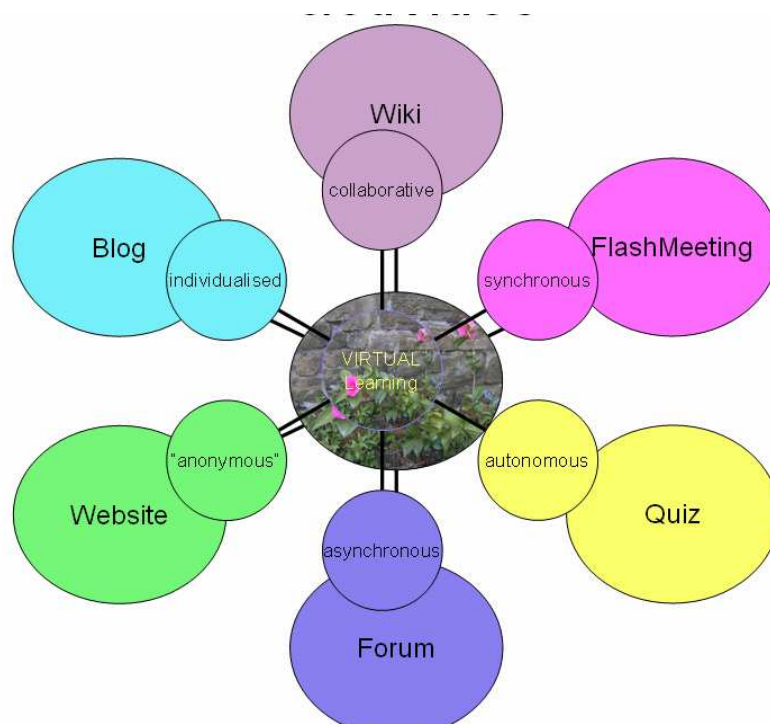 Wiki
collaborative
Blog
individualised
FlashMeeting
synchronous
VIRTUAL
Learning
"anonymous"
Website
autonomous
Quiz
asynchronous
Forum